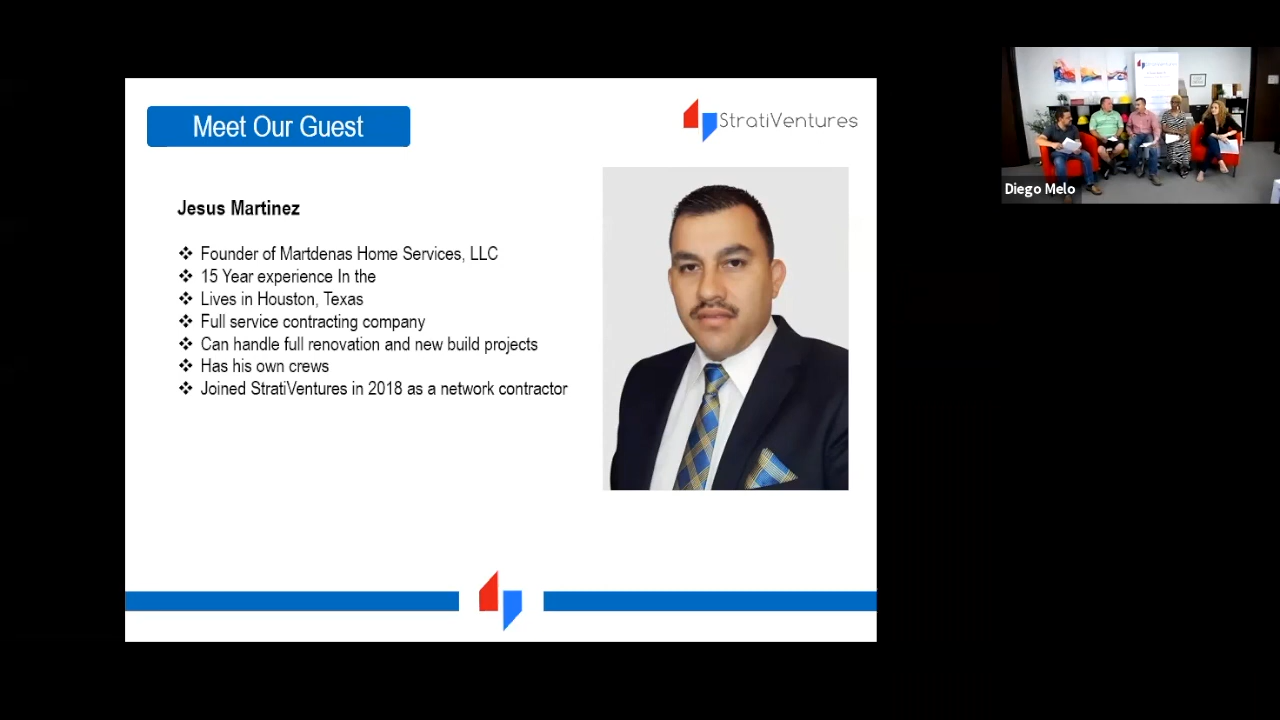 Meet Our Guest
StratiVentures
Jesus Martinez
❖ Founder of Martdenas Home Services, LLC
❖ 15 Year experience In the
❖ Lives in Houston, Texas
❖ Full service contracting company
❖ Can handle full renovation and new build projects
❖ Has his own crews
❖ Joined StratiVentures in 2018 as a network contractor
Diego Melo